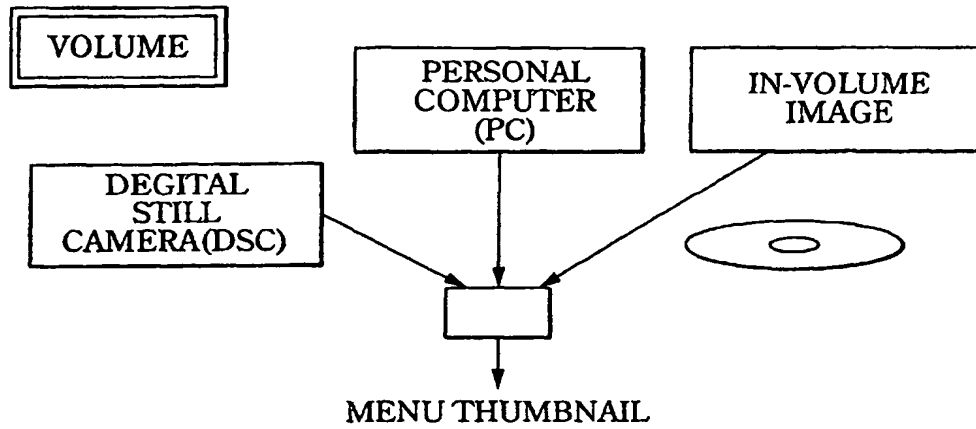 VOLUME
PERSONAL
COMPUTER
(PC)
IN-VOLUME
IMAGE
DEGITAL
STILL
CAMERA(DSC)
MENU THUMBNAIL